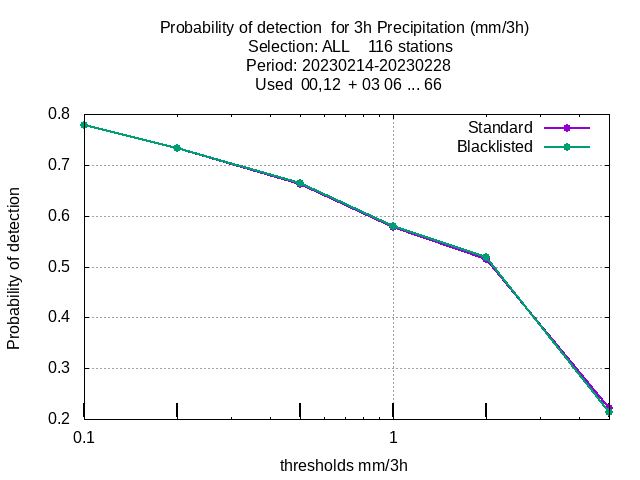 Probability of detection  for 3h Precipitation (mm/3h)
Selection: ALL    116 stations
Period: 20230214-20230228
Used  00,12  + 03 06 ... 66
Standard
Blacklisted
0.8
0.7
0.6
0.5
0.4
0.3
0.2
Probability of detection
0.1
1
thresholds mm/3h